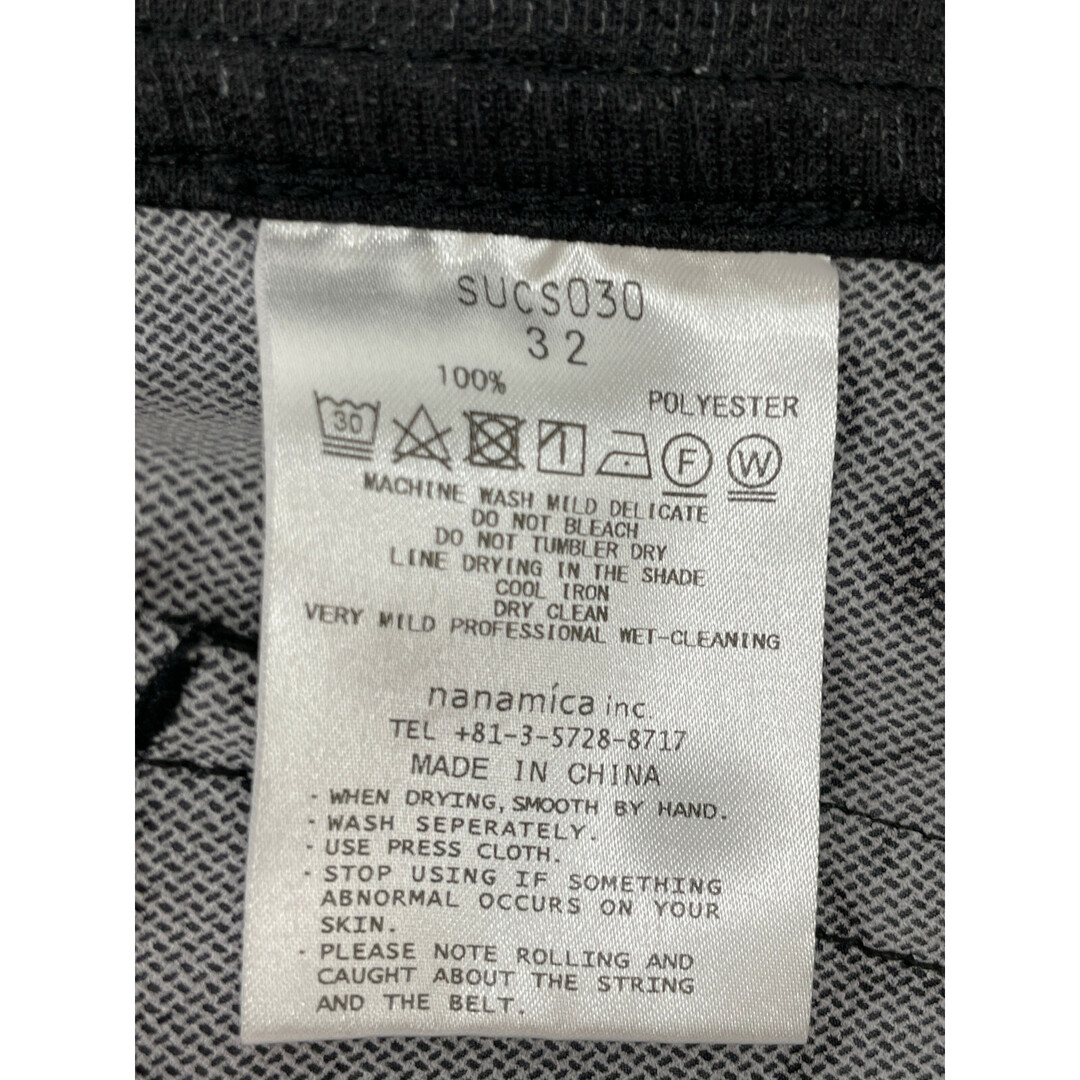 SUCS030
32
100%
POLYESTER
30 F W
MACHINE WASH MILD DELICATE
DO NOT BLEACH
DO NOT TUMBLER DRY
LINE DRYING IN THE SHADE
COOL IRON
DRY CLEAN
VERY MILD PROFESSIONAL WET-CLEANING
nanamica inc.
TEL +81-3-5728-8717
MADE IN CHINA
- WHEN DRYING, SMOOTH BY HAND.
- WASH SEPERATELY.
- USE PRESS CLOTH.
- STOP USING IF SOMETHING
ABNORMAL OCCURS ON YOUR
SKIN.
- PLEASE NOTE ROLLING AND
CAUGHT ABOUT THE STRING
AND THE BELT.